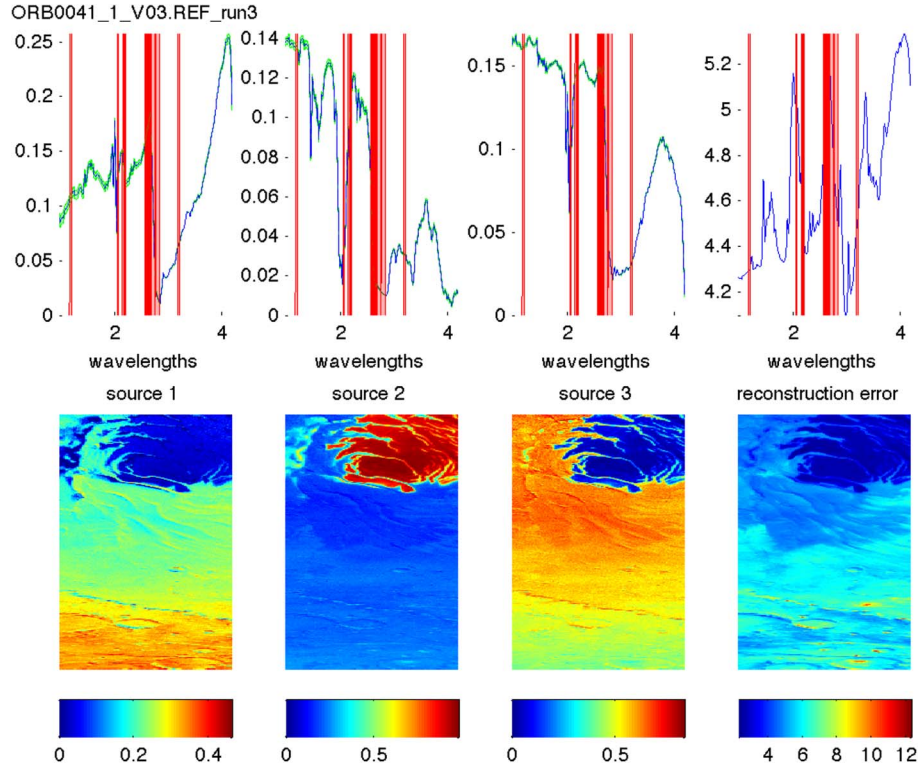 ORB0041_1_V03.REF_run3
0.25
0.2
0.15
0.1
0.05
0
2 4
wavelengths
0.14
0.12
0.1
0.08
0.06
0.04
0.02
0
2 4
wavelengths
0.15
0.1
0.05
0
2 4
wavelengths
5.2
5
4.8
4.6
4.4
4.2
2 4
wavelengths
source 1
source 2
source 3
reconstruction error
0 0.2 0.4
0 0.5
0 0.5
4 6 8 10 12